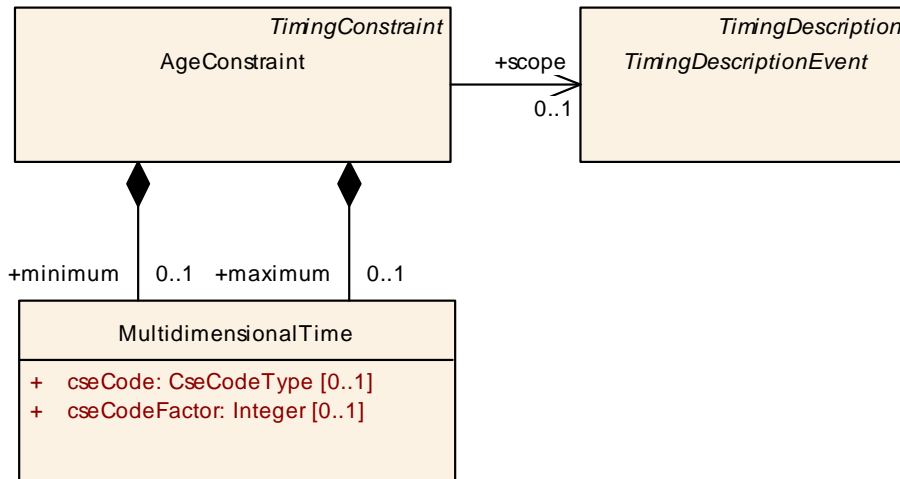 TimingConstraint
AgeConstraint
TimingDescription
TimingDescriptionEvent
+scope
0..1
+minimum 0..1 +maximum 0..1
MultidimensionalTime
+ cseCode: CseCodeType [0..1]
+ cseCodeFactor: Integer [0..1]